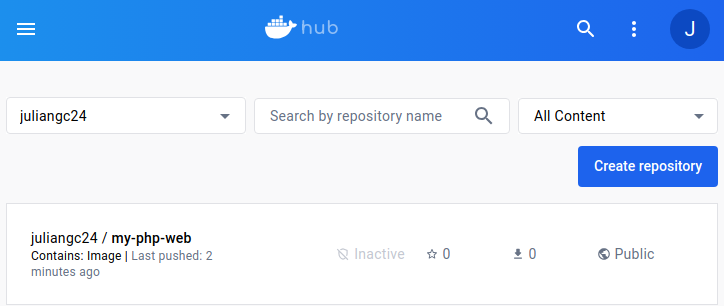 hub
J
juliangc24
Search by repository name
All Content
Create repository
juliangc24 / my-php-web
Contains: Image | Last pushed: 2
minutes ago
Inactive
0
0
Public